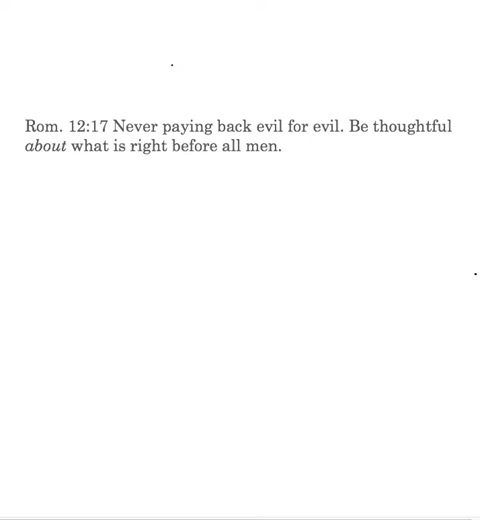 Rom. 12:17 Never paying back evil for evil. Be thoughtful
about what is right before all men.